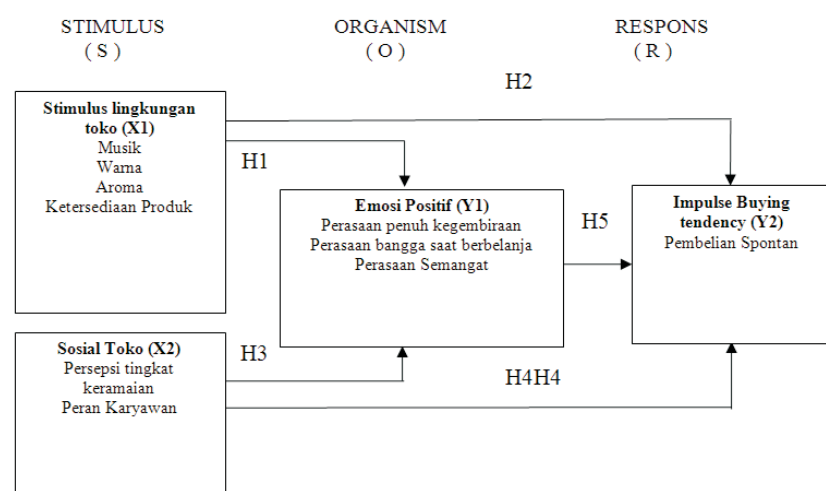 STIMULUS
( S )
ORGANISM
( O )
RESPONS
( R )
H2
Stimulus lingkungan
toko (X1)
Musik
Warna
Aroma
Ketersediaan Produk
H1
Emosi Positif (Y1)
Perasaan penuh kegembiraan
Perasaan bangga saat berbelanja
Perasaan Semangat
H5
Impulse Buying
tendency (Y2)
Pembelian Spontan
Sosial Toko (X2)
Persepsi tingkat
keramaian
Peran Karyawan
H3
H4H4